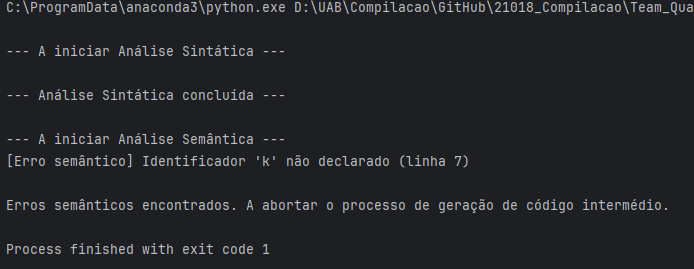 C:\ProgramData\anaconda3\python.exe D:\UAB\Compilacao\GitHub\21018_Compilacao\Team_Qua
--- A iniciar Análise Sintática ---
--- Análise Sintática concluída ---
--- A iniciar Análise Semântica ---
[Erro semântico] Identificador 'k' não declarado (linha 7)
Erros semânticos encontrados. A abortar o processo de geração de código intermédio.
Process finished with exit code 1